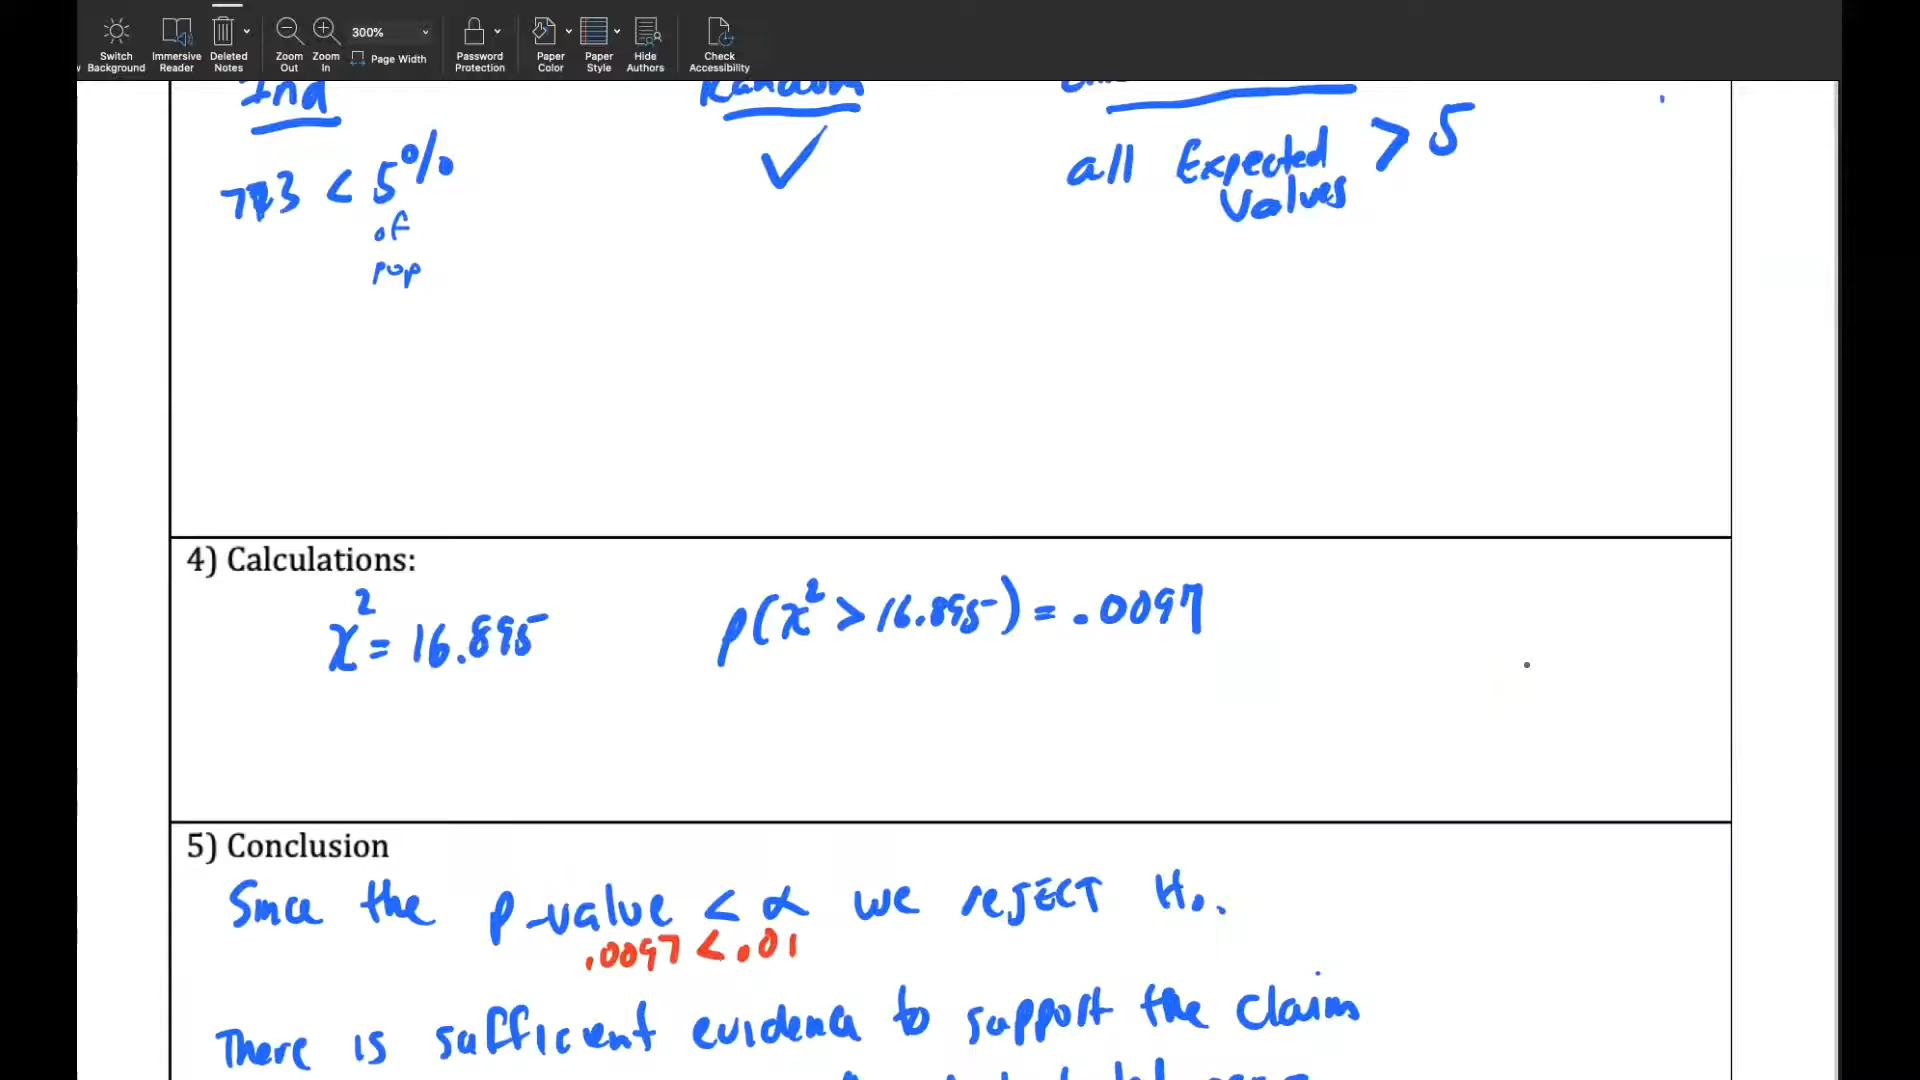 Switch Background
Immersive Reader
Deleted Notes
Zoom Out
Zoom In
300%
Page Width
Password Protection
Paper Color
Paper Style
Hide Authors
Check Accessibility
Ind
Random
< 5%
of
pop
all Expected Values > 5
4) Calculations:
χ² = 16.895
p(χ² > 16.895) = .0097
5) Conclusion
Since the p-value < α we reJECT H₀.
.0097 < .01
There is sufficient evidence to support the claim